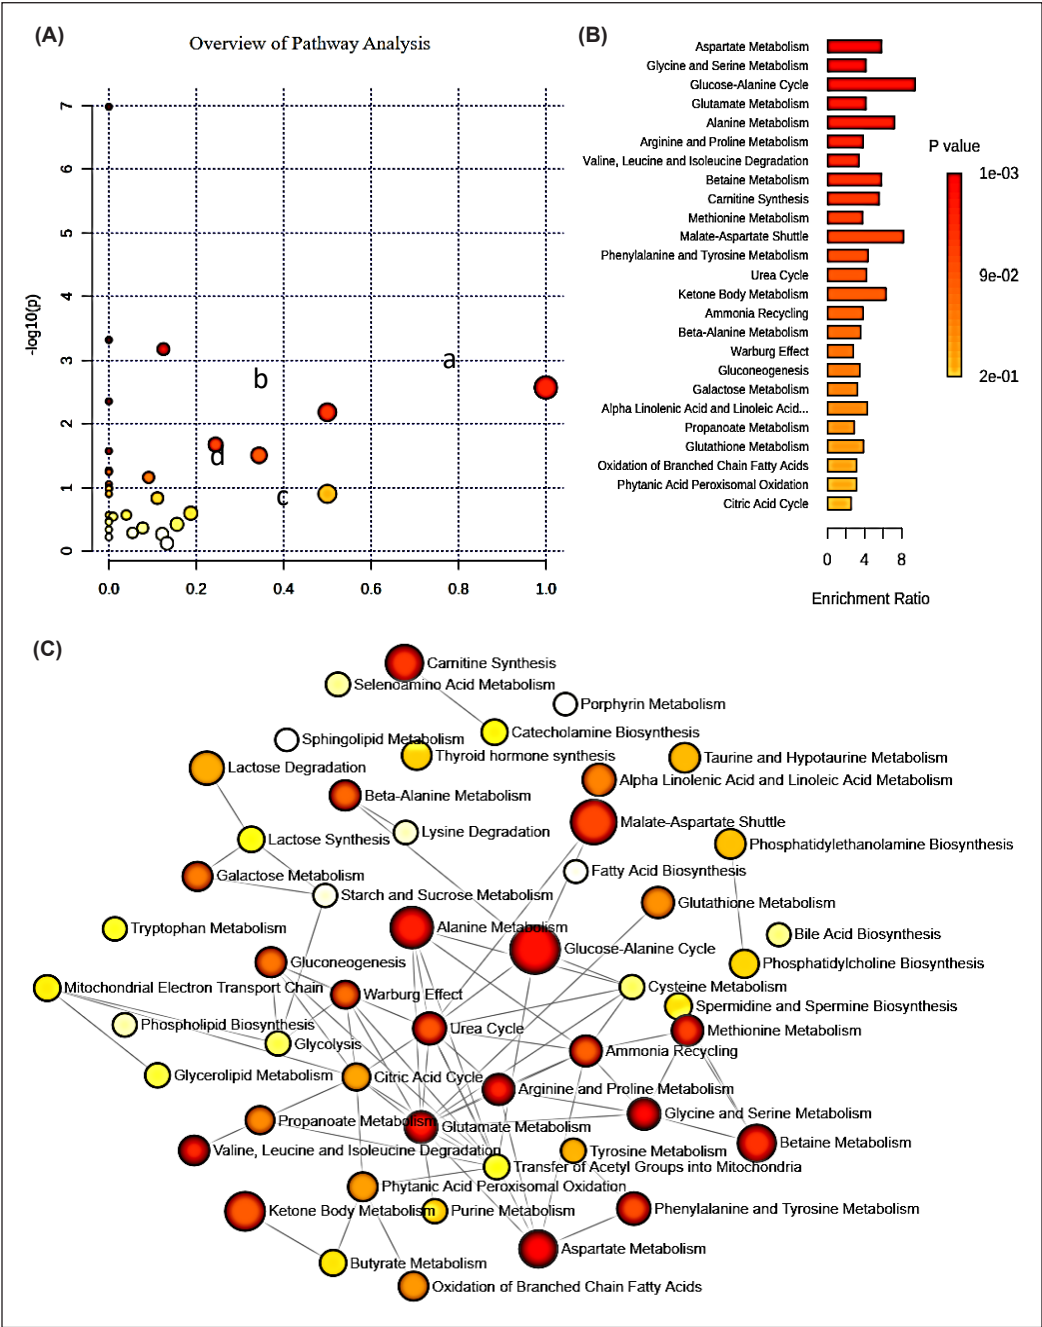 (A)
Overview of Pathway Analysis
-log10(p)
7
6
5
4
3
2
1
0
a
b
c
d
0.0
0.2
0.4
0.6
0.8
1.0
(B)
Aspartate Metabolism
Glycine and Serine Metabolism
Glucose-Alanine Cycle
Glutamate Metabolism
Alanine Metabolism
Arginine and Proline Metabolism
Valine, Leucine and Isoleucine Degradation
Betaine Metabolism
Carnitine Synthesis
Methionine Metabolism
Malate-Aspartate Shuttle
Phenylalanine and Tyrosine Metabolism
Urea Cycle
Ketone Body Metabolism
Ammonia Recycling
Beta-Alanine Metabolism
Warburg Effect
Gluconeogenesis
Galactose Metabolism
Alpha Linolenic Acid and Linoleic Acid...
Propanoate Metabolism
Glutathione Metabolism
Oxidation of Branched Chain Fatty Acids
Phytanic Acid Peroxisomal Oxidation
Citric Acid Cycle
0 4 8
Enrichment Ratio
P value
1e-03
9e-02
2e-01
(C)
Carnitine Synthesis
Selenoamino Acid Metabolism
Porphyrin Metabolism
Catecholamine Biosynthesis
Sphingolipid Metabolism
Thyroid hormone synthesis
Taurine and Hypotaurine Metabolism
Lactose Degradation
Alpha Linolenic Acid and Linoleic Acid Metabolism
Beta-Alanine Metabolism
Malate-Aspartate Shuttle
Lysine Degradation
Lactose Synthesis
Phosphatidylethanolamine Biosynthesis
Fatty Acid Biosynthesis
Galactose Metabolism
Starch and Sucrose Metabolism
Glutathione Metabolism
Tryptophan Metabolism
Alanine Metabolism
Bile Acid Biosynthesis
Glucose-Alanine Cycle
Gluconeogenesis
Phosphatidylcholine Biosynthesis
Mitochondrial Electron Transport Chain
Cysteine Metabolism
Warburg Effect
Spermidine and Spermine Biosynthesis
Phospholipid Biosynthesis
Urea Cycle
Methionine Metabolism
Glycolysis
Ammonia Recycling
Glycerolipid Metabolism
Citric Acid Cycle
Arginine and Proline Metabolism
Propanoate Metabolism
Glutamate Metabolism
Glycine and Serine Metabolism
Betaine Metabolism
Valine, Leucine and Isoleucine Degradation
Tyrosine Metabolism
Transfer of Acetyl Groups into Mitochondria
Phytanic Acid Peroxisomal Oxidation
Ketone Body Metabolism
Purine Metabolism
Phenylalanine and Tyrosine Metabolism
Aspartate Metabolism
Butyrate Metabolism
Oxidation of Branched Chain Fatty Acids